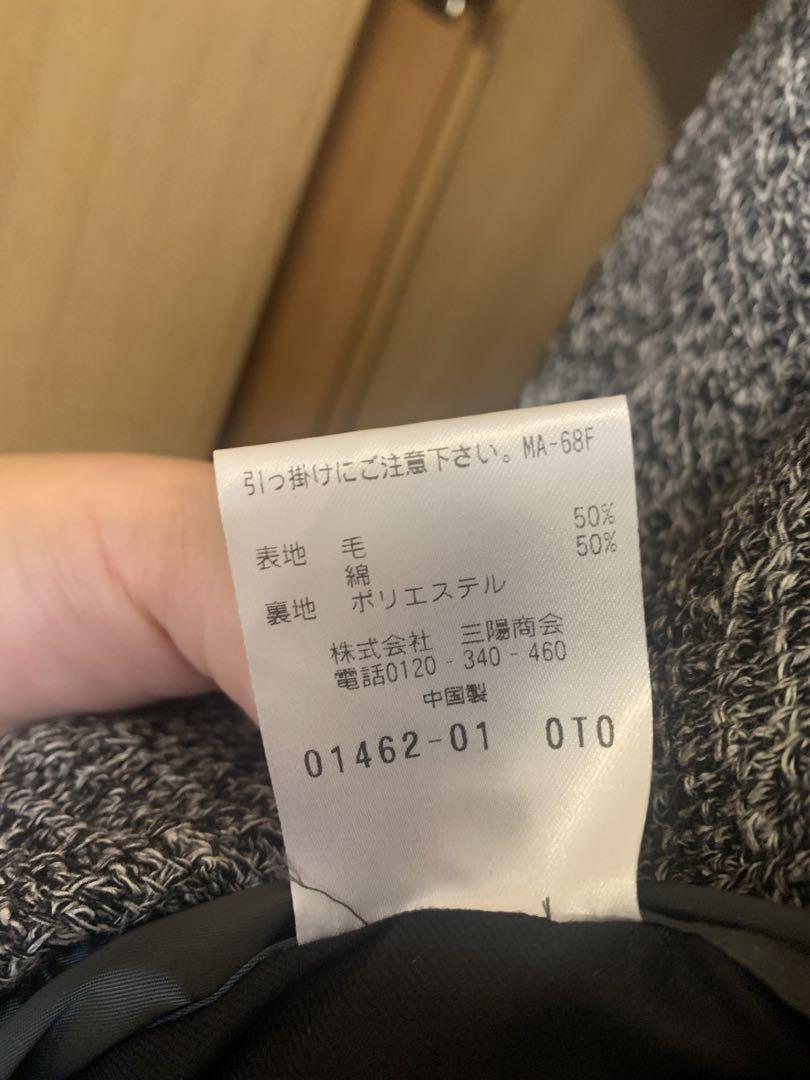 引っ掛けにご注意下さい。MA-68F
表地 毛 50%
綿 50%
裏地 ポリエステル
株式会社 三陽商会
電話0120-340-460
中国製
01462-01 0T0